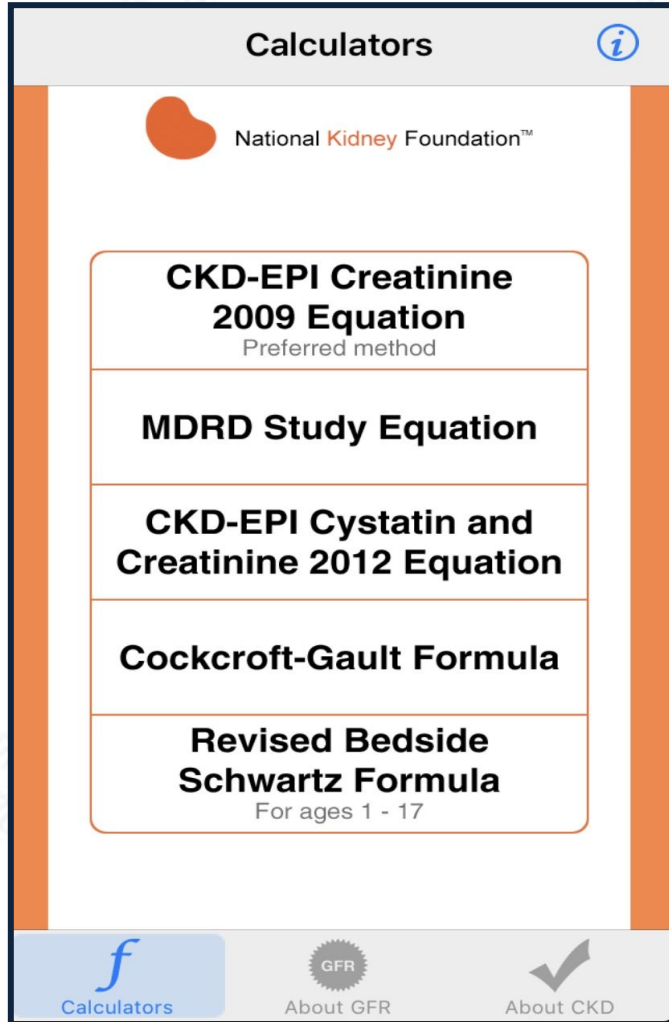 Calculators
i
National Kidney Foundation™
CKD-EPI Creatinine
2009 Equation
Preferred method
MDRD Study Equation
CKD-EPI Cystatin and
Creatinine 2012 Equation
Cockcroft-Gault Formula
Revised Bedside
Schwartz Formula
For ages 1 - 17
f
GFR
Calculators
About GFR
About CKD